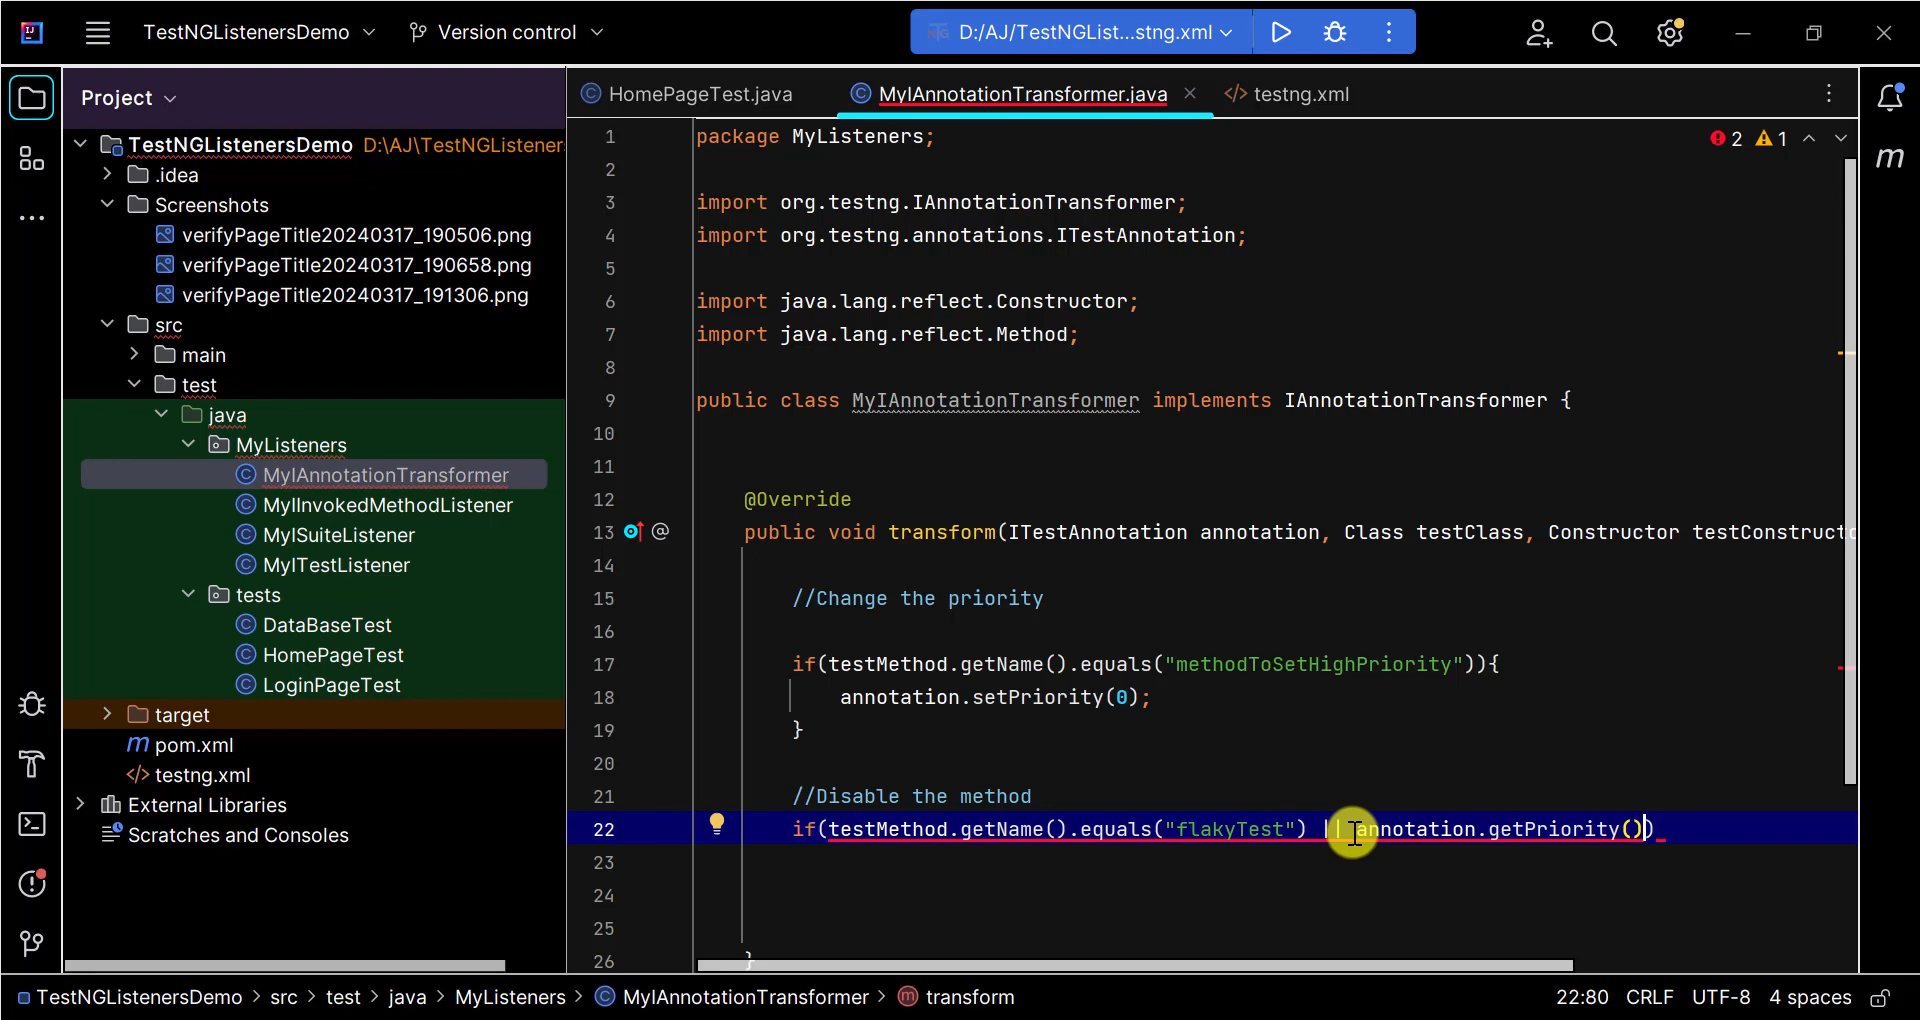 TestNGListenersDemo
Version control
D:/AJ/TestNGList...stng.xml
Project
TestNGListenersDemo D:\AJ\TestNGListener
.idea
Screenshots
verifyPageTitle20240317_190506.png
verifyPageTitle20240317_190658.png
verifyPageTitle20240317_191306.png
src
main
test
java
MyListeners
MyIAnnotationTransformer
MyIInvokedMethodListener
MyISuiteListener
MyITestListener
tests
DataBaseTest
HomePageTest
LoginPageTest
target
m pom.xml
</> testng.xml
External Libraries
Scratches and Consoles
HomePageTest.java
MyIAnnotationTransformer.java
</> testng.xml
2 1
m
1 package MyListeners;
2
3 import org.testng.IAnnotationTransformer;
4 import org.testng.annotations.ITestAnnotation;
5
6 import java.lang.reflect.Constructor;
7 import java.lang.reflect.Method;
8
9 public class MyIAnnotationTransformer implements IAnnotationTransformer {
10
11
12 @Override
13 public void transform(ITestAnnotation annotation, Class testClass, Constructor testConstructo
14
15 //Change the priority
16
17 if(testMethod.getName().equals("methodToSetHighPriority")){
18 annotation.setPriority(0);
19 }
20
21 //Disable the method
22 if(testMethod.getName().equals("flakyTest") || annotation.getPriority())
23
24
25
26 }
TestNGListenersDemo > src > test > java > MyListeners > MyIAnnotationTransformer > transform
22:80 CRLF UTF-8 4 spaces